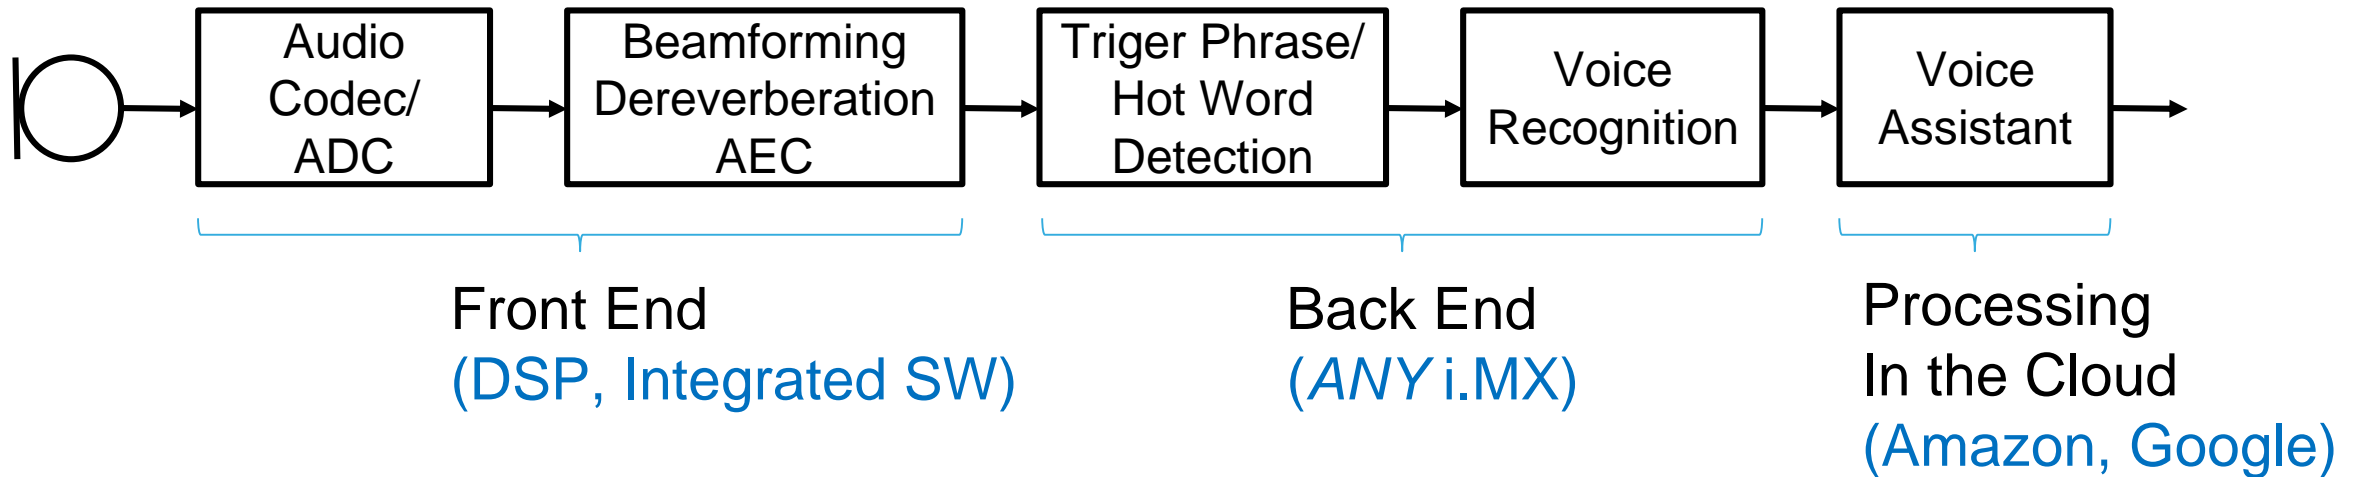 Audio
Codec/
ADC
Beamforming
Dereverberation
AEC
Triger Phrase/
Hot Word
Detection
Voice
Recognition
Voice
Assistant
Front End
(DSP, Integrated SW)
Back End
(ANY i.MX)
Processing
In the Cloud
(Amazon, Google)